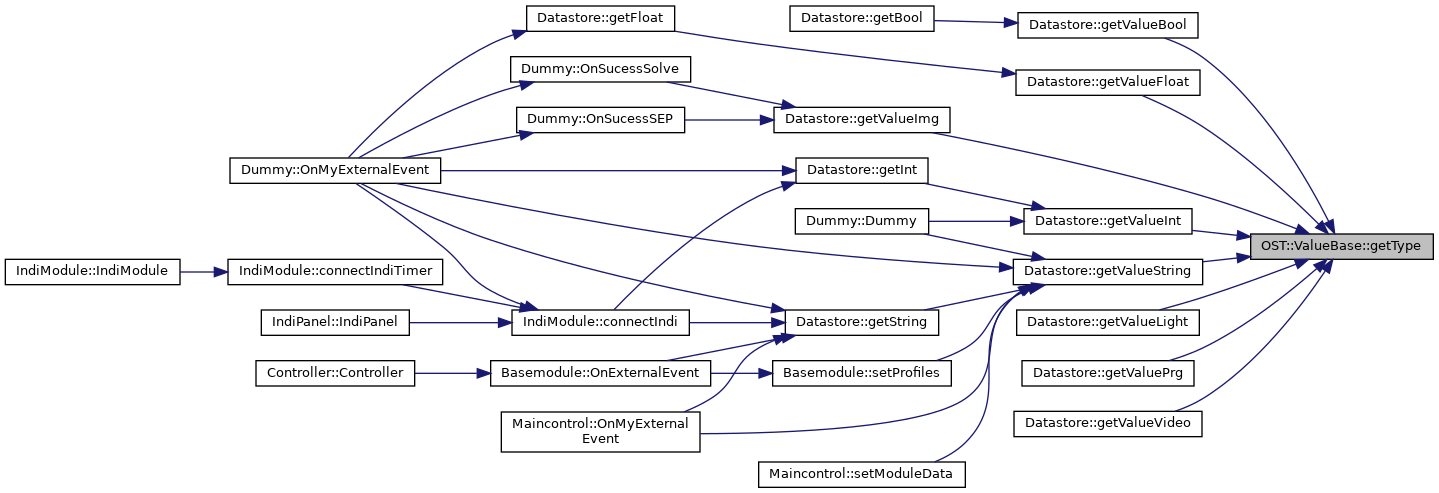 Datastore::getFloat
Datastore::getBool
Datastore::getValueBool
Dummy::OnSucessSolve
Datastore::getValueFloat
Dummy::OnSucessSEP
Datastore::getValueImg
Dummy::OnMyExternalEvent
Datastore::getInt
Dummy::Dummy
Datastore::getValueInt
OST::ValueBase::getType
IndiModule::IndiModule
IndiModule::connectIndiTimer
Datastore::getValueString
IndiPanel::IndiPanel
IndiModule::connectIndi
Datastore::getString
Datastore::getValueLight
Controller::Controller
Basemodule::OnExternalEvent
Basemodule::setProfiles
Datastore::getValuePrg
Maincontrol::OnMyExternal
Event
Datastore::getValueVideo
Maincontrol::setModuleData